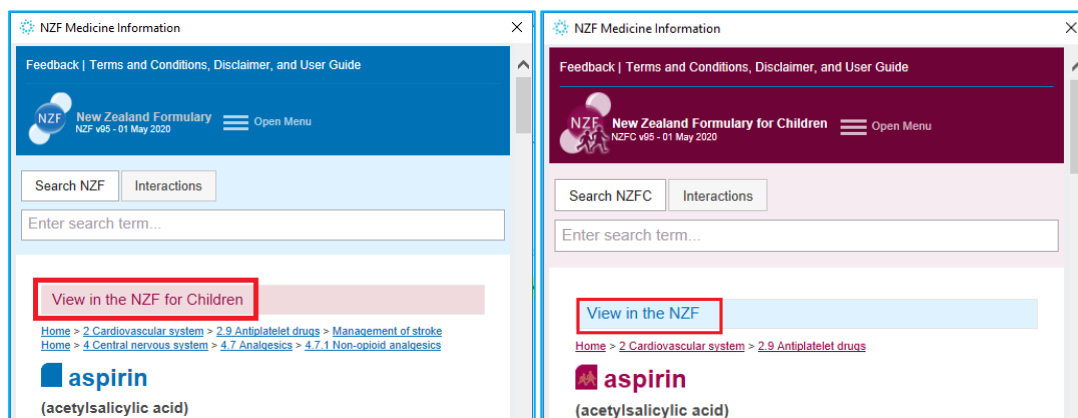 NZF Medicine Information
Feedback | Terms and Conditions, Disclaimer, and User Guide
NZF
New Zealand Formulary
NZF v95 - 01 May 2020
Open Menu
Search NZF
Interactions
Enter search term...
View in the NZF for Children
Home > 2 Cardiovascular system > 2.9 Antiplatelet drugs > Management of stroke
Home > 4 Central nervous system > 4.7 Analgesics > 4.7.1 Non-opioid analgesics
aspirin
(acetylsalicylic acid)
NZF Medicine Information
Feedback | Terms and Conditions, Disclaimer, and User Guide
NZF
New Zealand Formulary for Children
NZFC v95 - 01 May 2020
Open Menu
Search NZFC
Interactions
Enter search term...
View in the NZF
Home > 2 Cardiovascular system > 2.9 Antiplatelet drugs
aspirin
(acetylsalicylic acid)